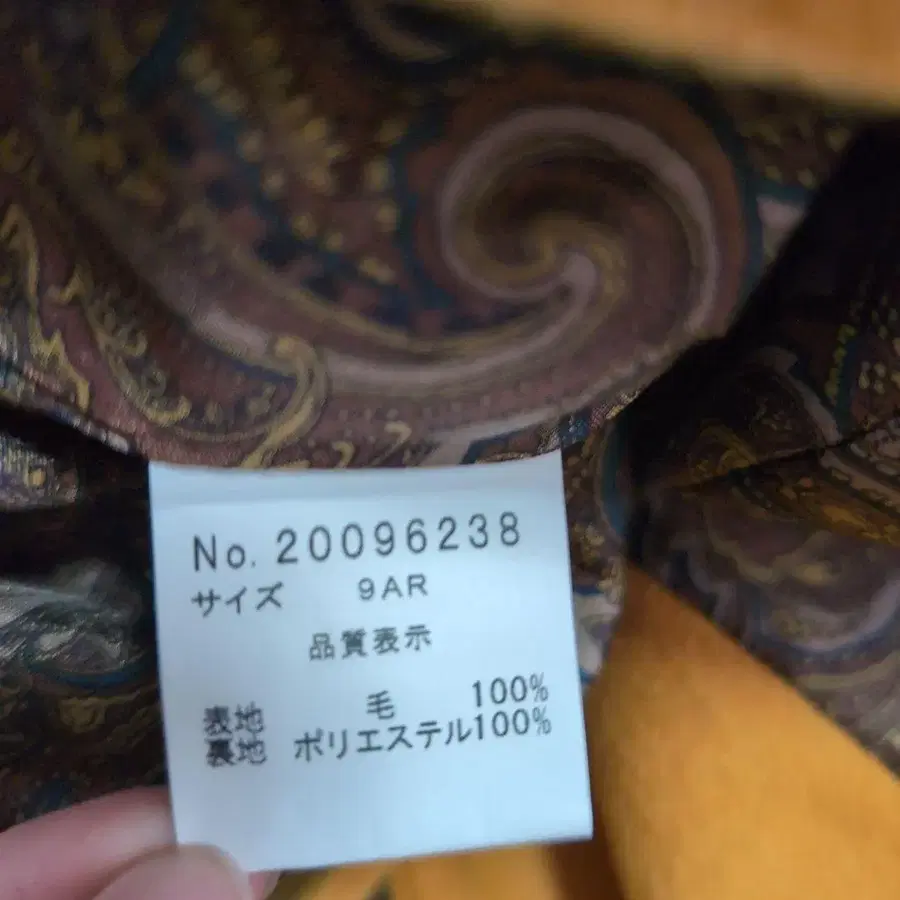 No. 20096238
サイズ 9AR
品質表示
表地 毛 100%
裏地 ポリエステル100%